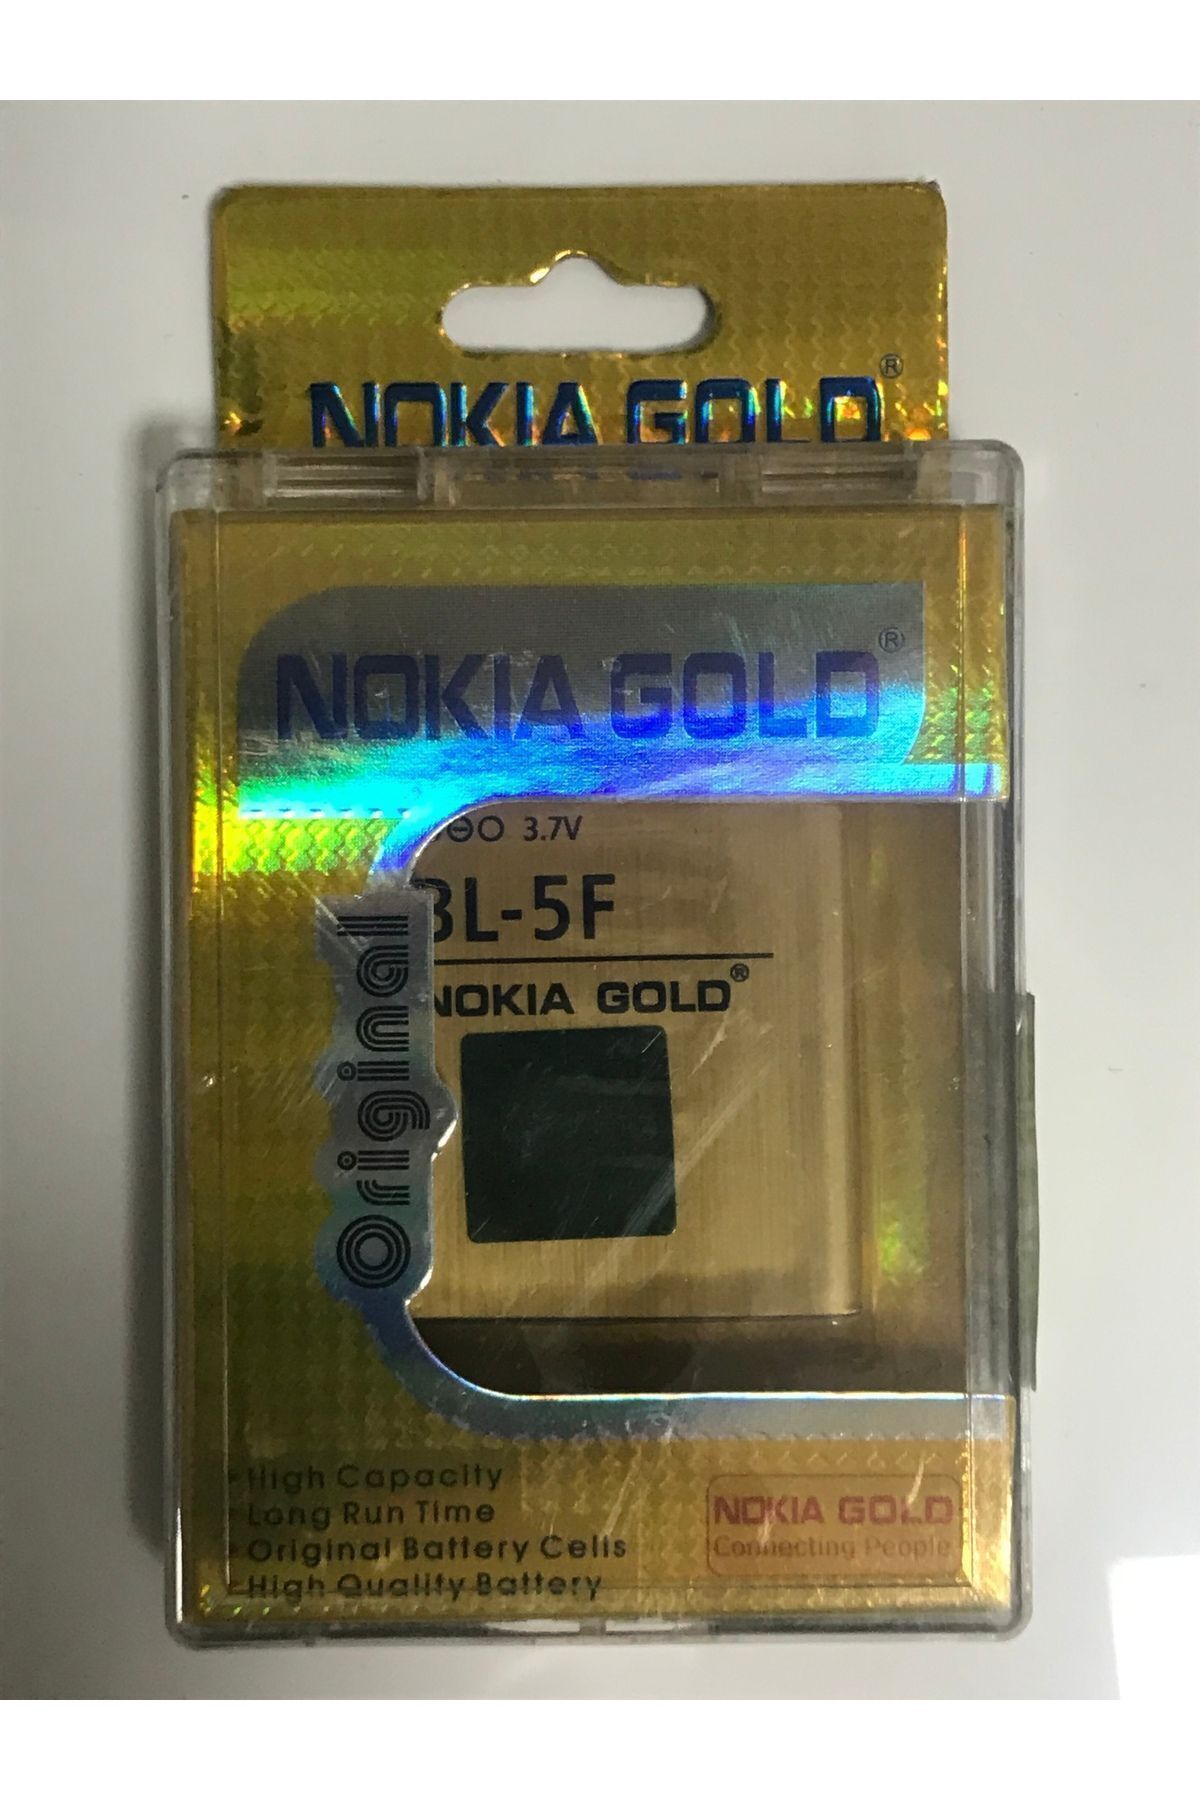 NOKIA GOLD®
NOKIA GOLD®
3.7V
BL-5F
NOKIA GOLD®
Original
High Capacity
Long Run Time
Original Battery Cells
High Quality Battery
NOKIA GOLD
Connecting People